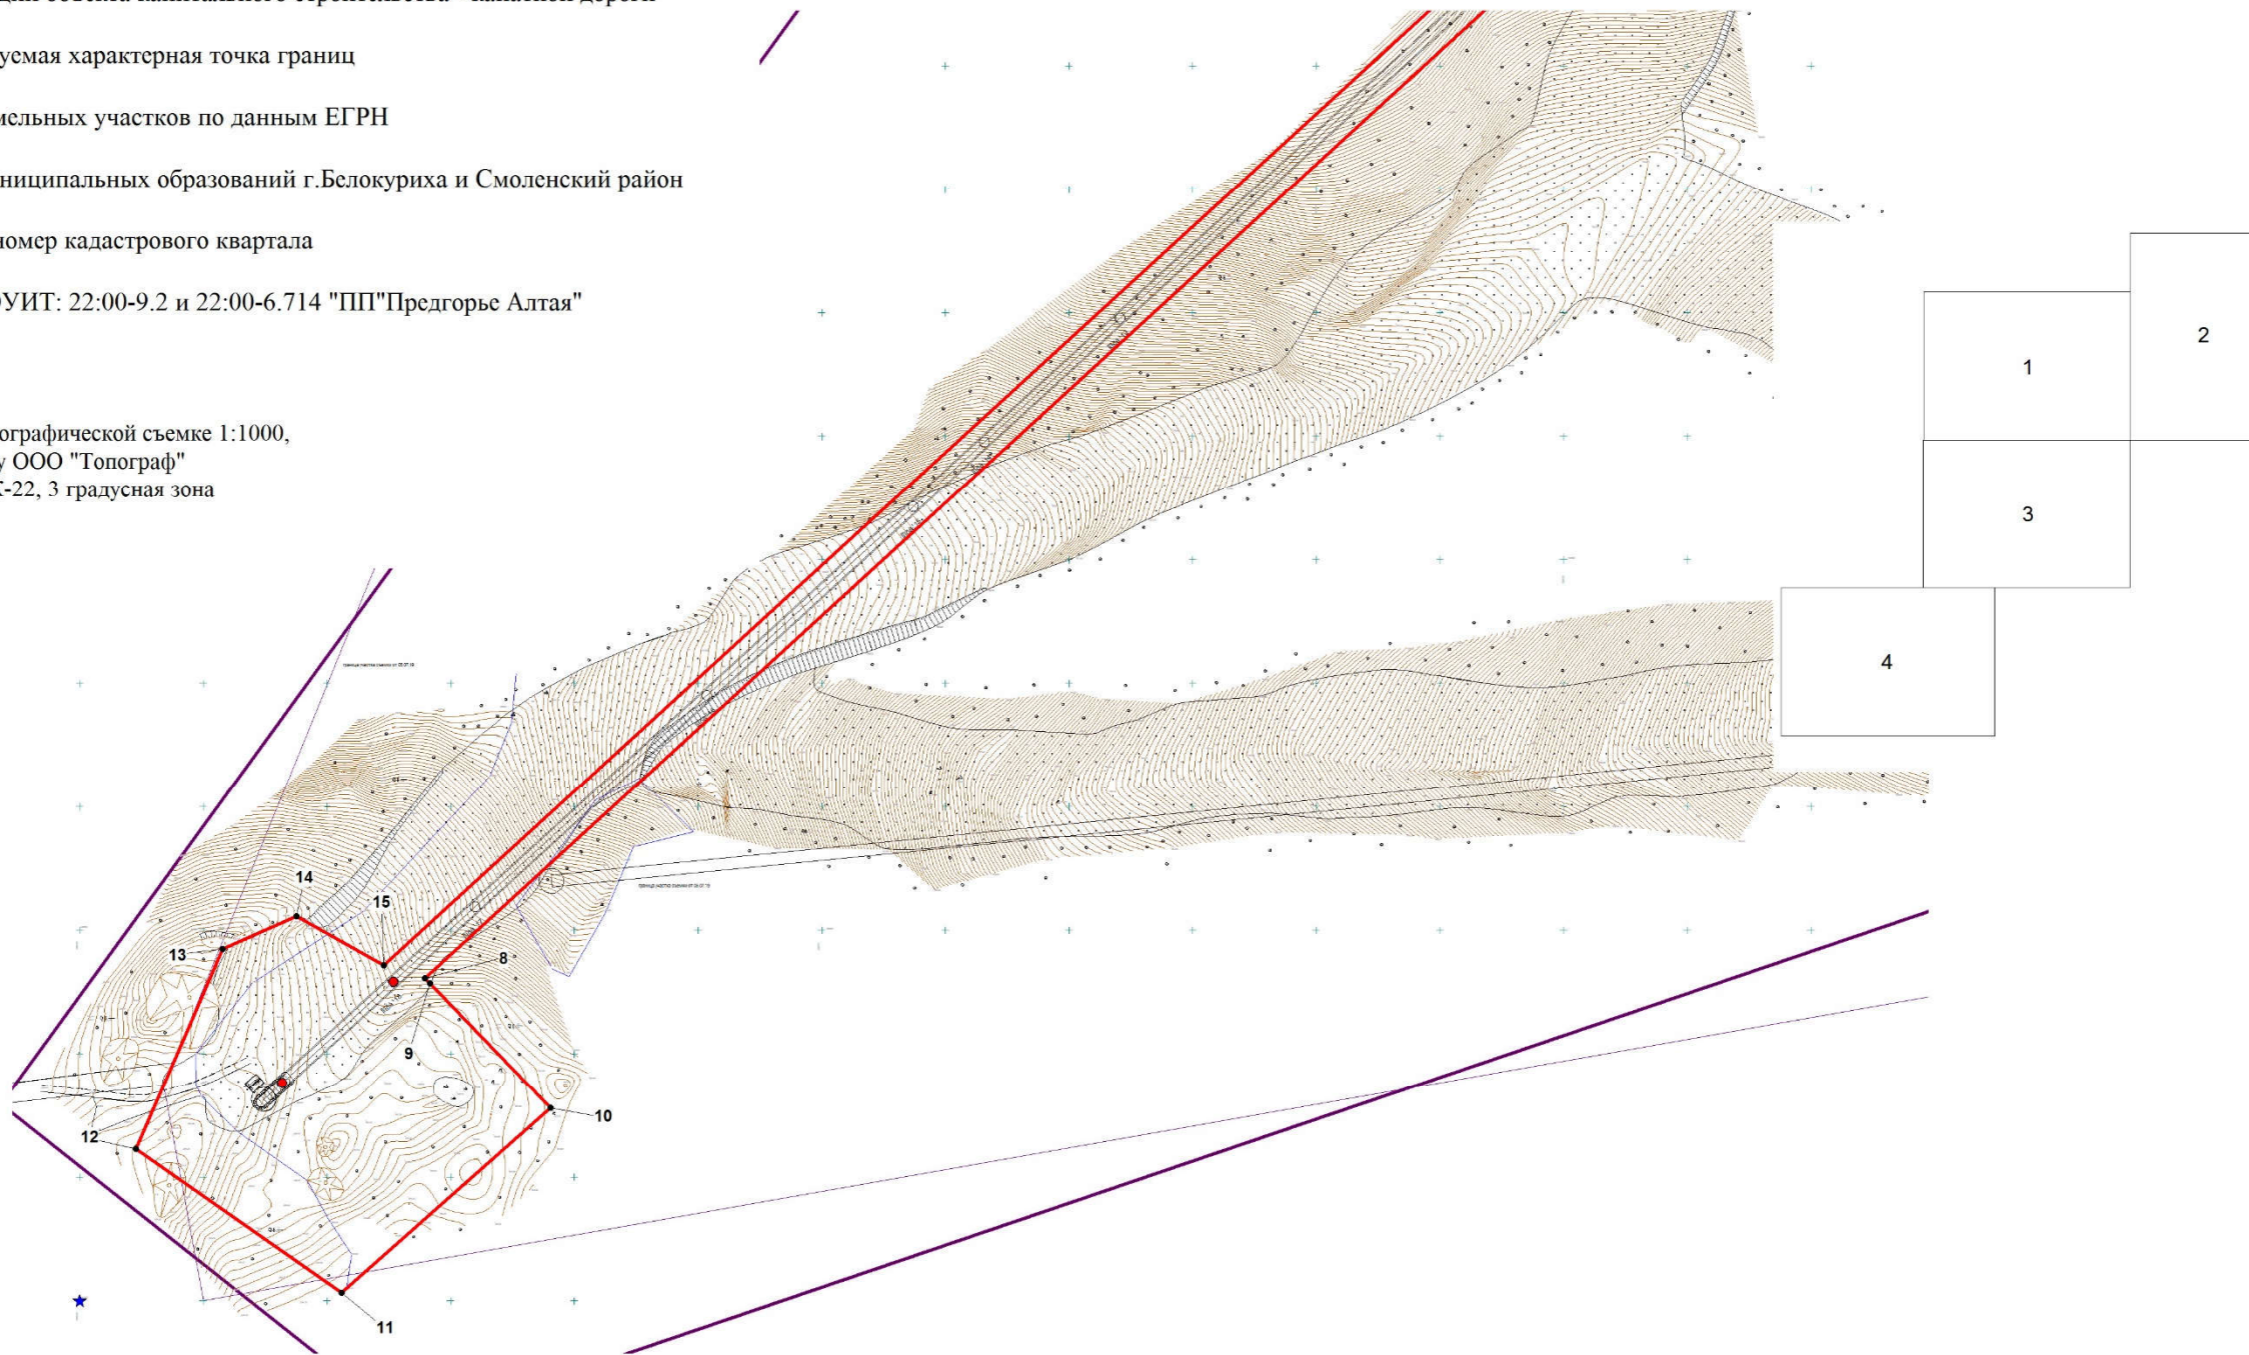 уемая характерная точка границ
мельных участков по данным ЕГРН
ниципальных образований г.Белокуриха и Смоленский район
номер кадастрового квартала
УИТ: 22:00-9.2 и 22:00-6.714 "ПП"Предгорье Алтая"
ографической съемке 1:1000,
у ООО "Топограф"
-22, 3 градусная зона
1
2
3
4
14
15
13
8
9
10
12
11